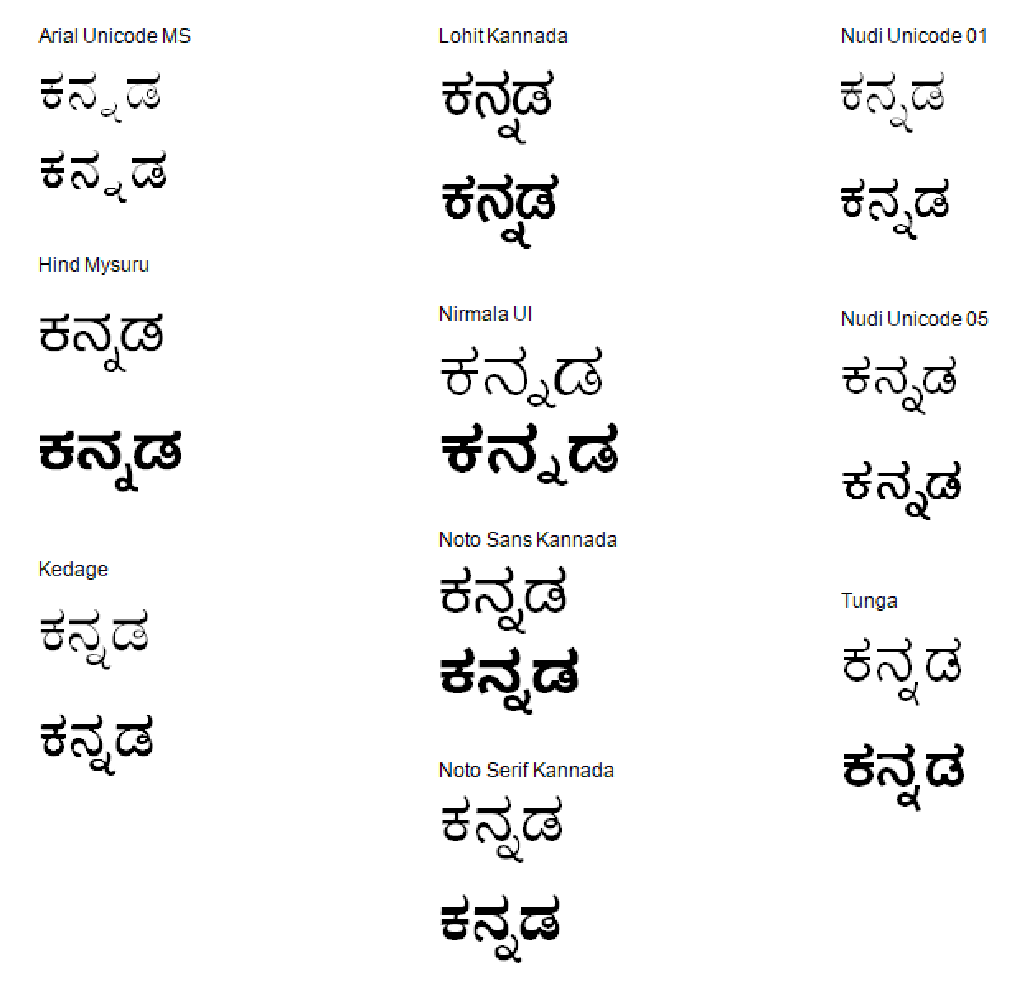 Arial Unicode MS
ಕನ್ನಡ
ಕನ್ನಡ
Hind Mysuru
ಕನ್ನಡ
ಕನ್ನಡ
Kedage
ಕನ್ನಡ
ಕನ್ನಡ
Lohit Kannada
ಕನ್ನಡ
ಕನ್ನಡ
Nirmala UI
ಕನ್ನಡ
ಕನ್ನಡ
Noto Sans Kannada
ಕನ್ನಡ
ಕನ್ನಡ
Noto Serif Kannada
ಕನ್ನಡ
ಕನ್ನಡ
Nudi Unicode 01
ಕನ್ನಡ
ಕನ್ನಡ
Nudi Unicode 05
ಕನ್ನಡ
ಕನ್ನಡ
Tunga
ಕನ್ನಡ
ಕನ್ನಡ